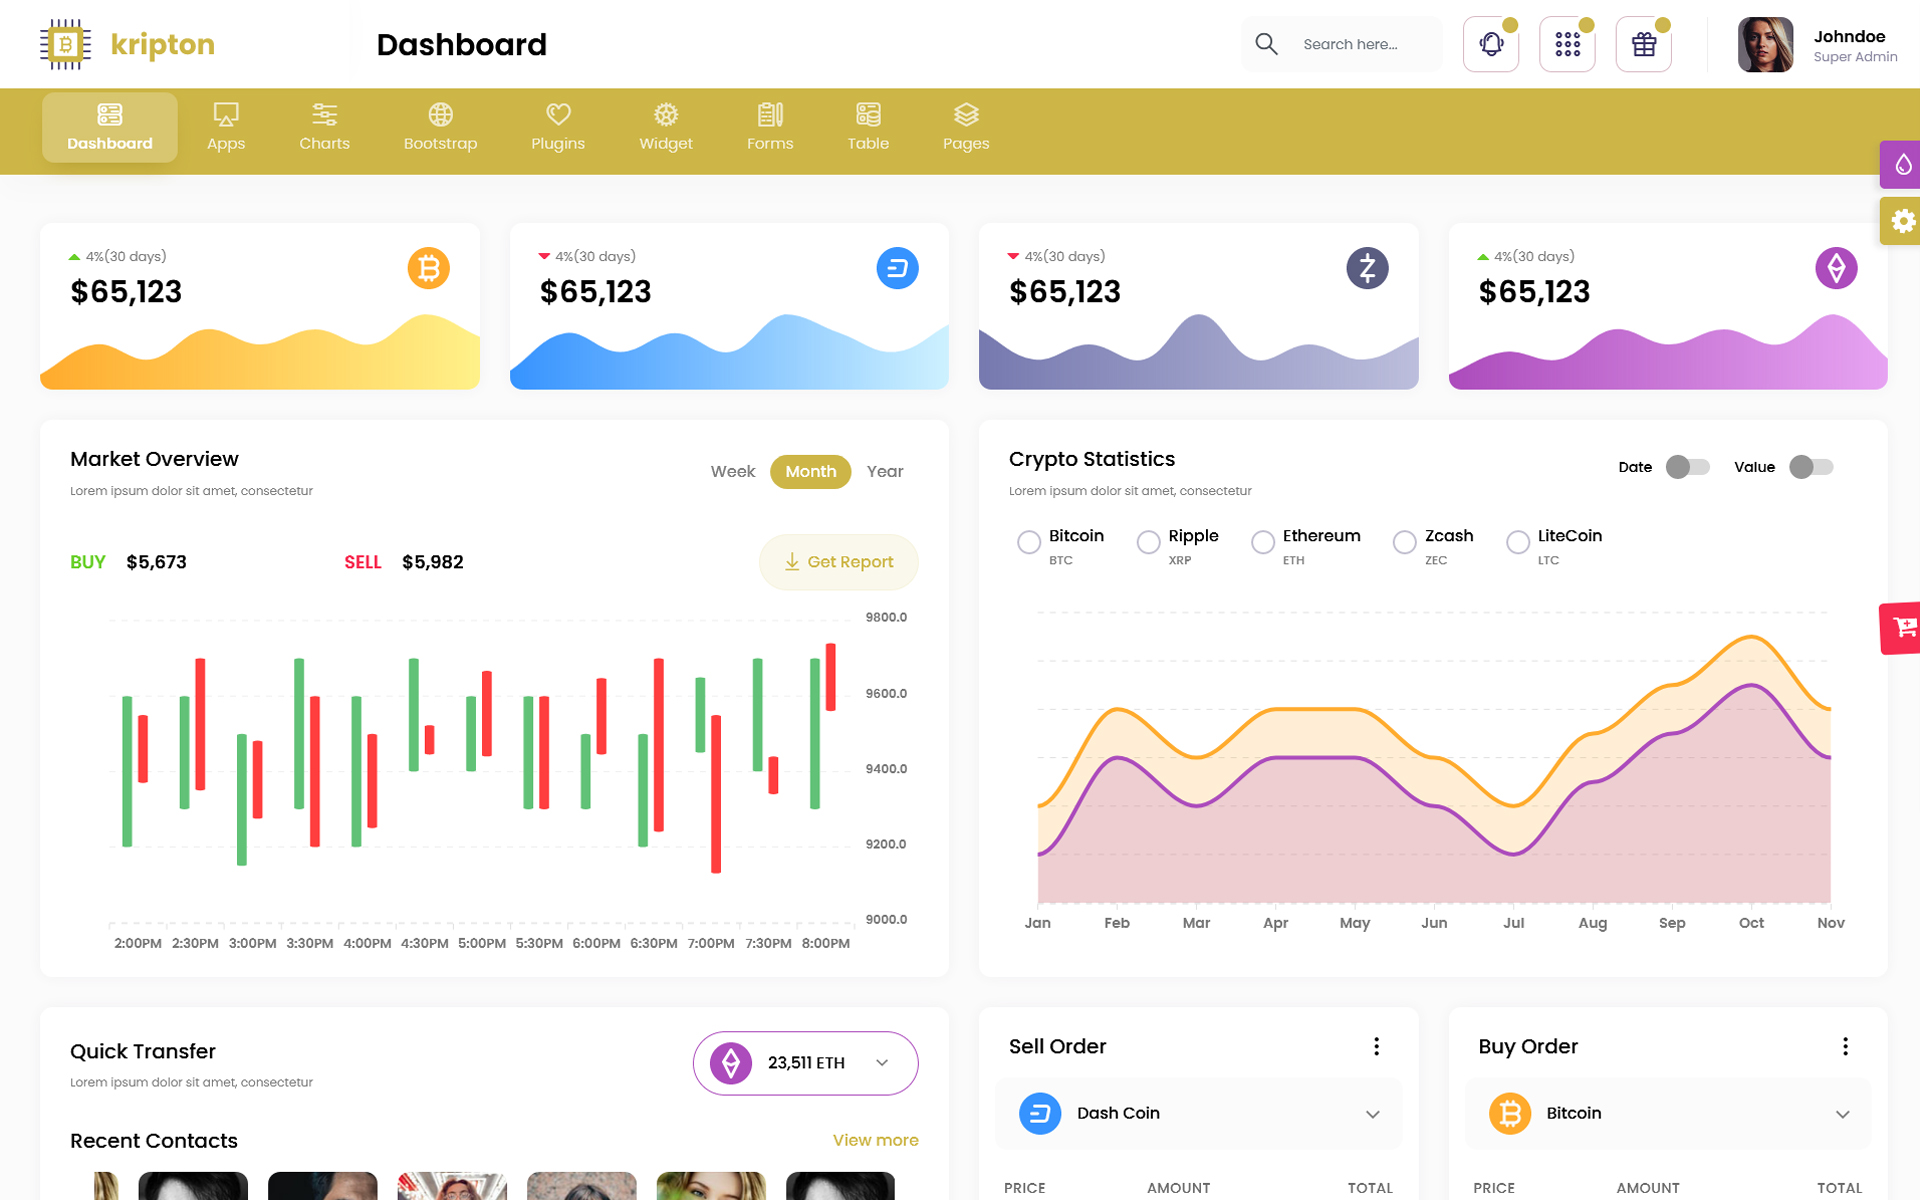 kripton
Dashboard
Search here...
Johndoe
Super Admin
Dashboard Apps Charts Bootstrap Plugins Widget Forms Table Pages
4%(30 days)
$65,123
4%(30 days)
$65,123
4%(30 days)
$65,123
4%(30 days)
$65,123
Market Overview
Lorem ipsum dolor sit amet, consectetur
Week Month Year
BUY $5,673 SELL $5,982
Get Report
9800.0
9600.0
9400.0
9200.0
9000.0
2:00PM 2:30PM 3:00PM 3:30PM 4:00PM 4:30PM 5:00PM 5:30PM 6:00PM 6:30PM 7:00PM 7:30PM 8:00PM
Crypto Statistics
Lorem ipsum dolor sit amet, consectetur
Date Value
Bitcoin
BTC
Ripple
XRP
Ethereum
ETH
Zcash
ZEC
LiteCoin
LTC
Jan Feb Mar Apr May Jun Jul Aug Sep Oct Nov
Quick Transfer
Lorem ipsum dolor sit amet, consectetur
23,511 ETH
Recent Contacts
View more
Sell Order
Dash Coin
PRICE AMOUNT TOTAL
Buy Order
Bitcoin
PRICE AMOUNT TOTAL